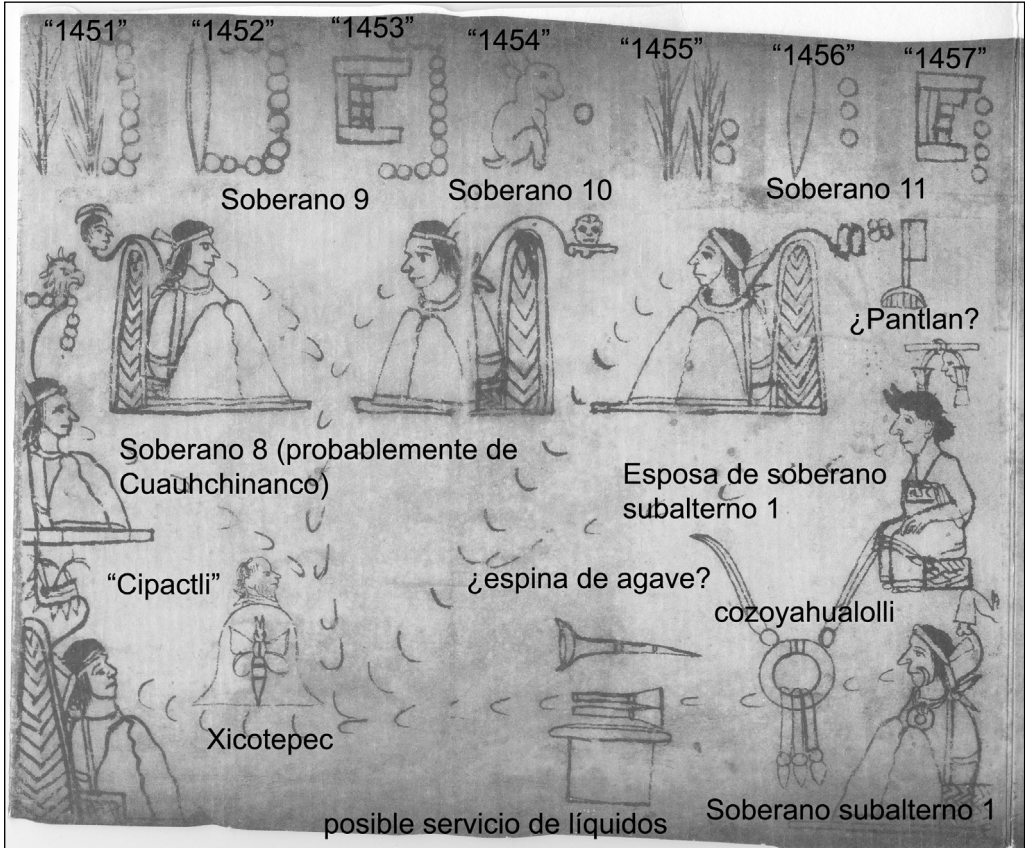 “1451”
“1452”
“1453”
“1454”
“1455”
“1456”
“1457”
Soberano 9
Soberano 10
Soberano 11
¿Pantlan?
Soberano 8 (probablemente de
Cuauhchinanco)
Esposa de soberano
subalterno 1
“Cipactli”
¿espina de agave?
cozoyahualolli
Xicotepec
Soberano subalterno 1
posible servicio de líquidos